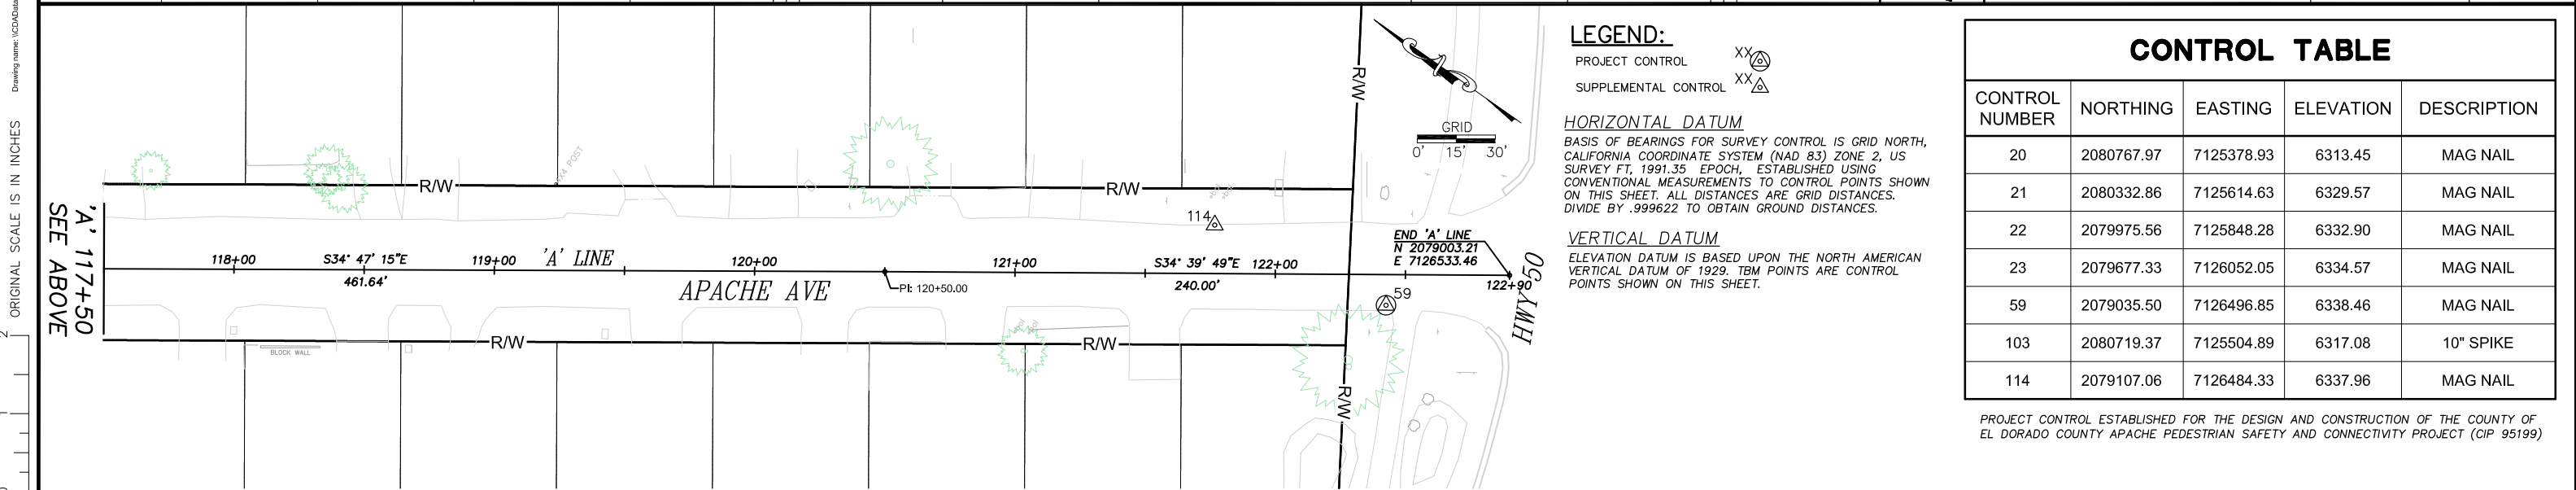 Drawing name: \\CDAData
ORIGINAL SCALE IS IN INCHES
2
1
0
'A' 117+50
SEE ABOVE
R/W
R/W
R/W
4X4 POST
114
118+00
S34° 47' 15"E
461.64'
119+00
'A' LINE
120+00
APACHE AVE
PI: 120+50.00
121+00
S34° 39' 49"E
240.00'
122+00
END 'A' LINE
N 2079003.21
E 7126533.46
122+90
HWY 50
59
R/W
R/W
R/W
BLOCK WALL
GRID
0' 15' 30'
LEGEND:
PROJECT CONTROL XX
SUPPLEMENTAL CONTROL XX
HORIZONTAL DATUM
BASIS OF BEARINGS FOR SURVEY CONTROL IS GRID NORTH,
CALIFORNIA COORDINATE SYSTEM (NAD 83) ZONE 2, US
SURVEY FT, 1991.35 EPOCH, ESTABLISHED USING
CONVENTIONAL MEASUREMENTS TO CONTROL POINTS SHOWN
ON THIS SHEET. ALL DISTANCES ARE GRID DISTANCES.
DIVIDE BY .999622 TO OBTAIN GROUND DISTANCES.
VERTICAL DATUM
ELEVATION DATUM IS BASED UPON THE NORTH AMERICAN
VERTICAL DATUM OF 1929. TBM POINTS ARE CONTROL
POINTS SHOWN ON THIS SHEET.
CONTROL TABLE
CONTROL NUMBER NORTHING EASTING ELEVATION DESCRIPTION
20 2080767.97 7125378.93 6313.45 MAG NAIL
21 2080332.86 7125614.63 6329.57 MAG NAIL
22 2079975.56 7125848.28 6332.90 MAG NAIL
23 2079677.33 7126052.05 6334.57 MAG NAIL
59 2079035.50 7126496.85 6338.46 MAG NAIL
103 2080719.37 7125504.89 6317.08 10" SPIKE
114 2079107.06 7126484.33 6337.96 MAG NAIL
PROJECT CONTROL ESTABLISHED FOR THE DESIGN AND CONSTRUCTION OF THE COUNTY OF
EL DORADO COUNTY APACHE PEDESTRIAN SAFETY AND CONNECTIVITY PROJECT (CIP 95199)